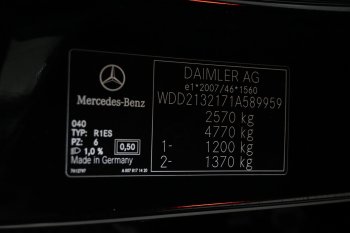 Mercedes-Benz
040
TYP: R1ES
PZ: 6
1,0 % 0,50
Made in Germany
DAIMLER AG
e1*2007/46*1560
WDD2132171A589959
2570 kg
4770 kg
1- 1200 kg
2- 1370 kg